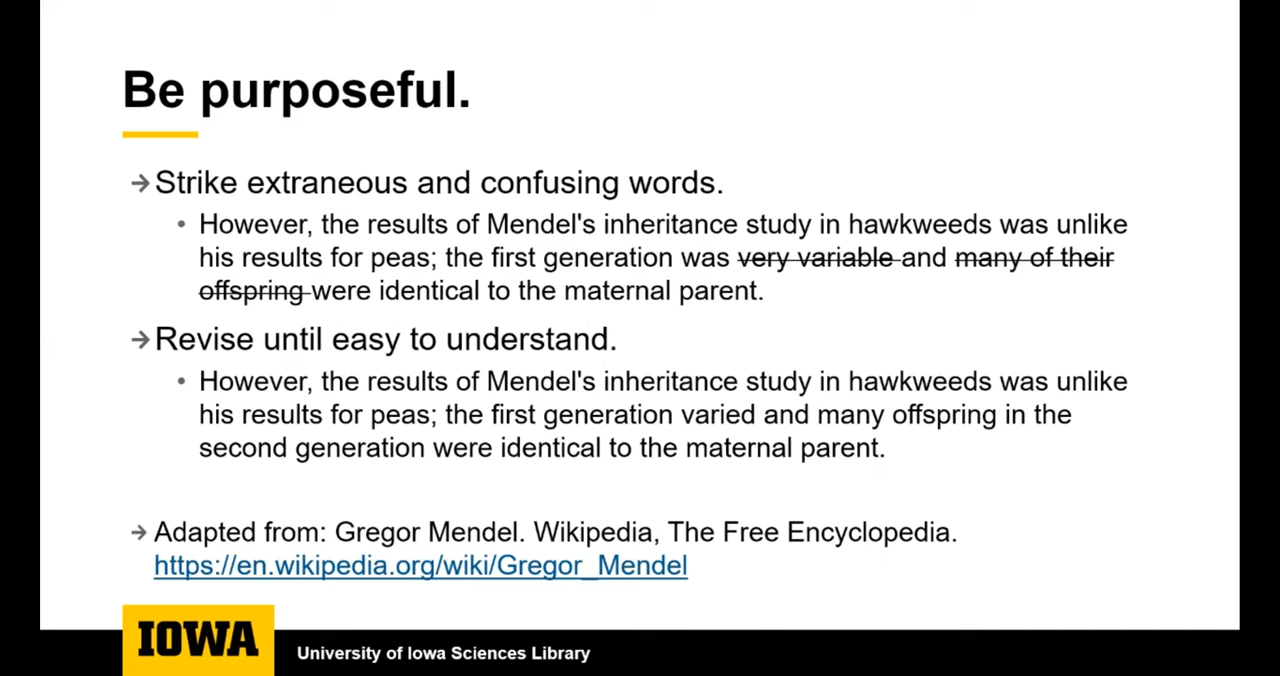 Be purposeful.
→Strike extraneous and confusing words.
• However, the results of Mendel's inheritance study in hawkweeds was unlike
his results for peas; the first generation was very variable and many of their
offspring were identical to the maternal parent.
→Revise until easy to understand.
• However, the results of Mendel's inheritance study in hawkweeds was unlike
his results for peas; the first generation varied and many offspring in the
second generation were identical to the maternal parent.
→Adapted from: Gregor Mendel. Wikipedia, The Free Encyclopedia.
https://en.wikipedia.org/wiki/Gregor_Mendel
IOWA
University of Iowa Sciences Library